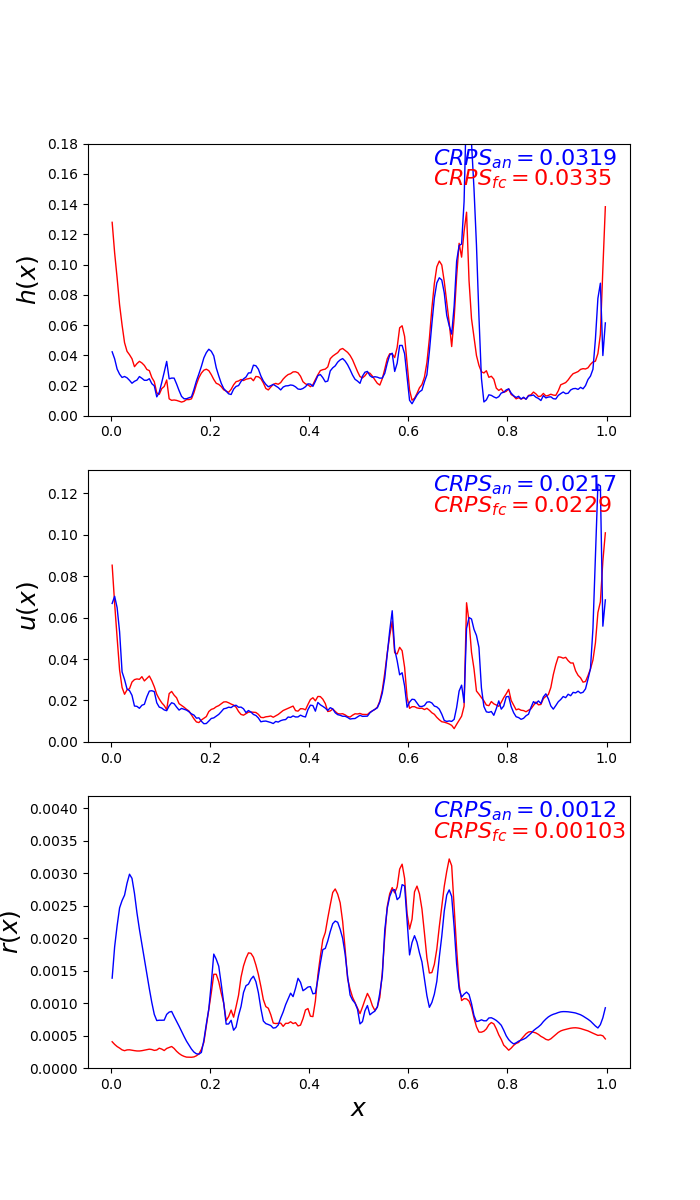 0.18
0.16
0.14
0.12
0.10
0.08
0.06
0.04
0.02
0.00
h(x)
CRPS_an = 0.0319
CRPS_fc = 0.0335
0.0 0.2 0.4 0.6 0.8 1.0
0.12
0.10
0.08
0.06
0.04
0.02
0.00
u(x)
CRPS_an = 0.0217
CRPS_fc = 0.0229
0.0 0.2 0.4 0.6 0.8 1.0
0.0040
0.0035
0.0030
0.0025
0.0020
0.0015
0.0010
0.0005
0.0000
r(x)
CRPS_an = 0.0012
CRPS_fc = 0.00103
0.0 0.2 0.4 0.6 0.8 1.0
x